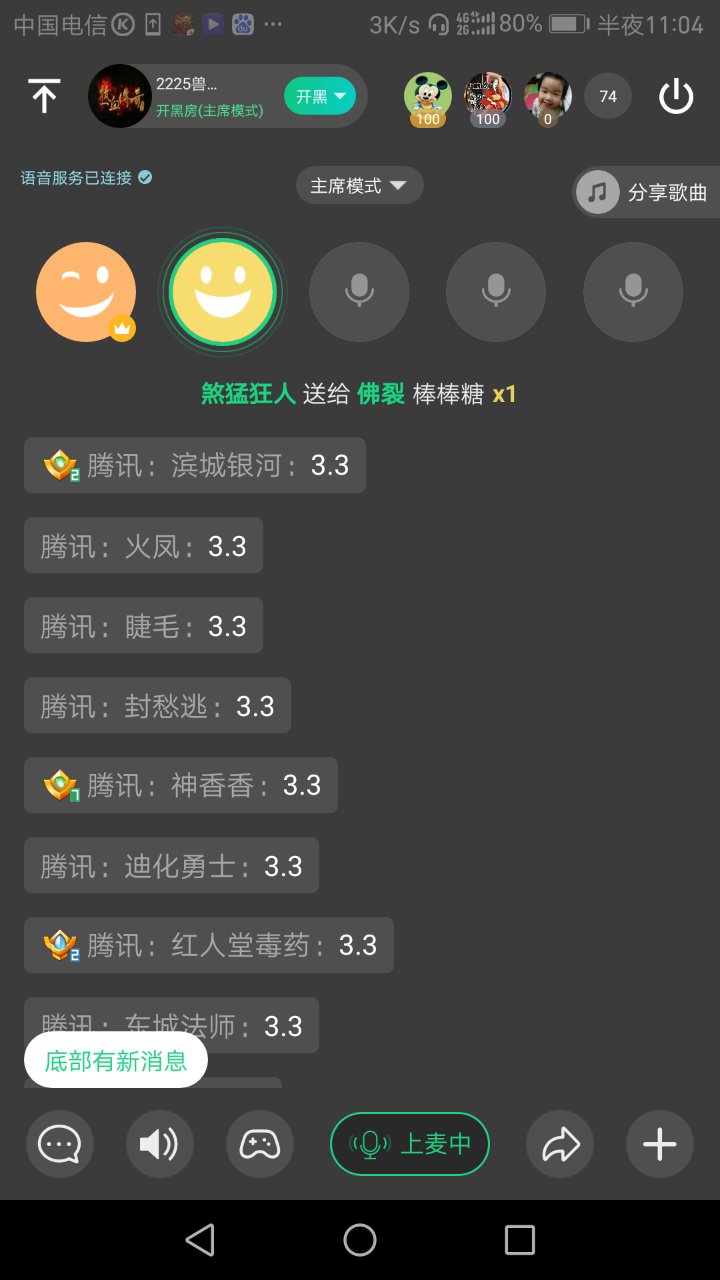 中国电信 3K/s 4G 2G 80% 半夜11:04
2225兽...
开黑房(主席模式)
开黑
100
100
0
74
语音服务已连接
主席模式
分享歌曲
煞猛狂人 送给 佛裂 棒棒糖 x1
2 腾讯：滨城银河：3.3
腾讯：火凤：3.3
腾讯：睫毛：3.3
腾讯：封愁逃：3.3
1 腾讯：神香香：3.3
腾讯：迪化勇士：3.3
2 腾讯：红人堂毒药：3.3
腾讯：东城法师：3.3
底部有新消息
上麦中